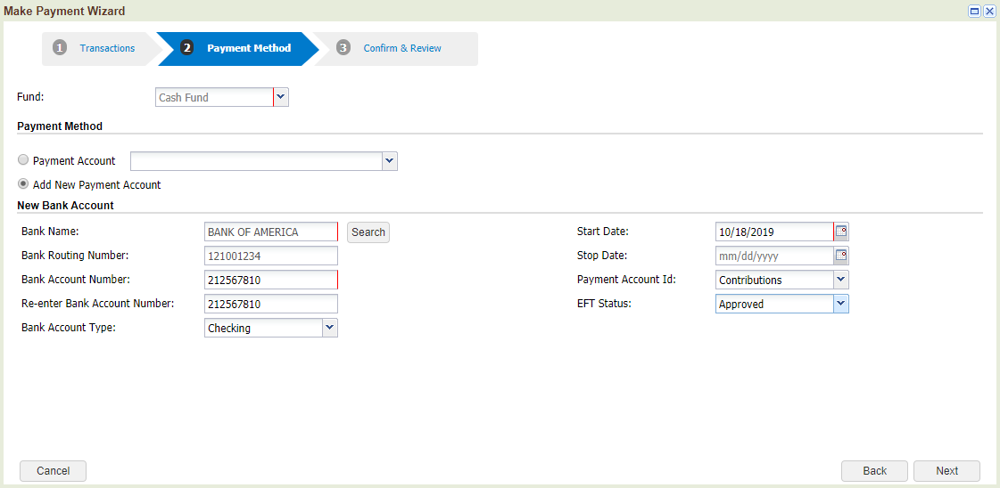 Make Payment Wizard
1 Transactions 2 Payment Method 3 Confirm & Review
Fund: Cash Fund
Payment Method
Payment Account
Add New Payment Account
New Bank Account
Bank Name: BANK OF AMERICA Search Start Date: 10/18/2019
Bank Routing Number: 121001234 Stop Date: mm/dd/yyyy
Bank Account Number: 212567810 Payment Account Id: Contributions
Re-enter Bank Account Number: 212567810 EFT Status: Approved
Bank Account Type: Checking
Cancel Back Next